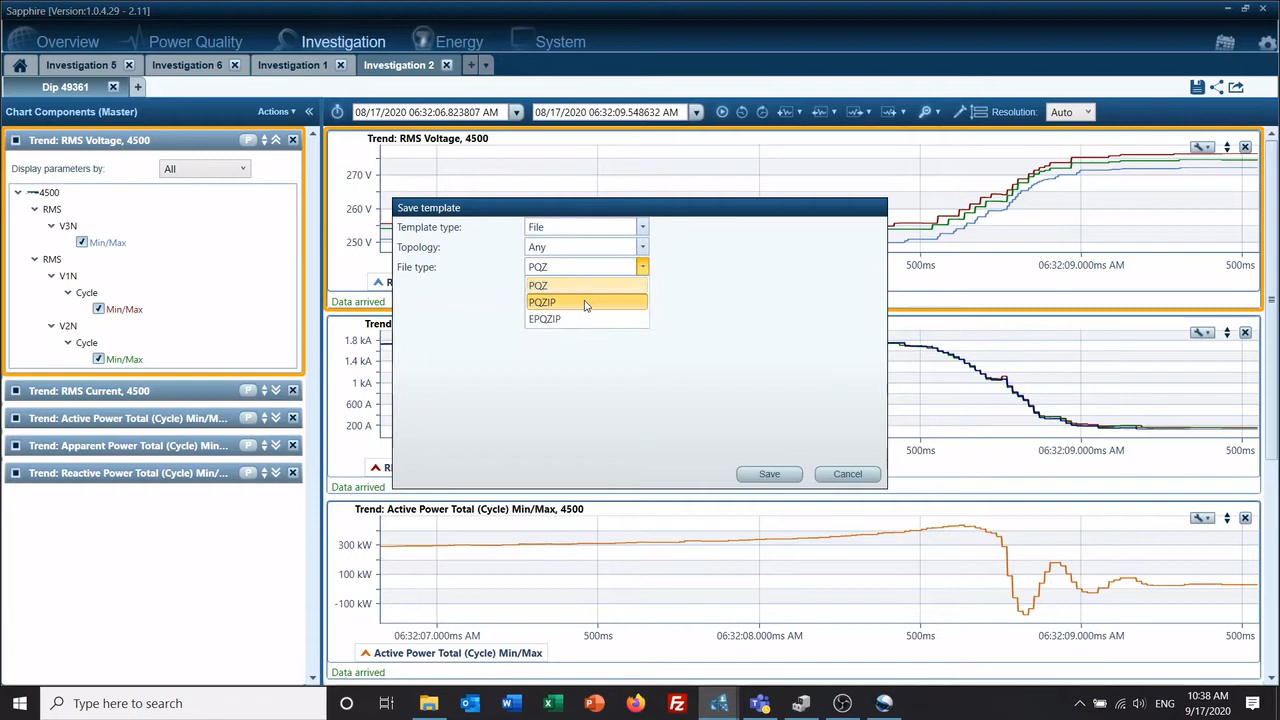 Sapphire [Version:1.0.4.29 - 2.11]
Overview Power Quality Investigation Energy System
Investigation 5 Investigation 6 Investigation 1 Investigation 2
Dip 49361
Chart Components (Master) Actions
08/17/2020 06:32:06.823807 AM 08/17/2020 06:32:09.548632 AM Resolution: Auto
Trend: RMS Voltage, 4500 P
Display parameters by: All
4500
RMS
V3N
Min/Max
RMS
V1N
Cycle
Min/Max
V2N
Cycle
Min/Max
Trend: RMS Current, 4500 P
Trend: Active Power Total (Cycle) Min/M... P
Trend: Apparent Power Total (Cycle) Min... P
Trend: Reactive Power Total (Cycle) Min/... P
Trend: RMS Voltage, 4500
270 V
260 V
250 V
500ms 06:32:09.000ms AM 500ms
Data arrived
Save template
Template type: File
Topology: Any
File type: PQZ
PQZ
PQZIP
EPQZIP
Save Cancel
1.8 kA
1.4 kA
1 kA
600 A
200 A
500ms 06:32:09.000ms AM 500ms
Data arrived
Trend: Active Power Total (Cycle) Min/Max, 4500
300 kW
100 kW
-100 kW
06:32:07.000ms AM 500ms 06:32:08.000ms AM 500ms 06:32:09.000ms AM 500ms
Active Power Total (Cycle) Min/Max
Data arrived
Type here to search
ENG
10:38 AM
9/17/2020